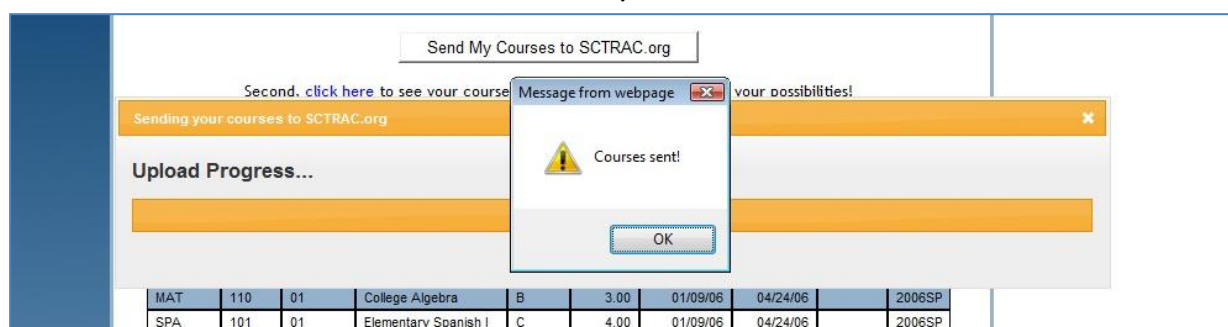 Send My Courses to SCTRAC.org
Second, click here to see your course
your possibilities!
Message from webpage
Sending your courses to SCTRAC.org
Courses sent!
Upload Progress...
OK
MAT 110 01 College Algebra B 3.00 01/09/06 04/24/06 2006SP
SPA 101 01 Elementary Spanish I C 4.00 01/09/06 04/24/06 2006SP